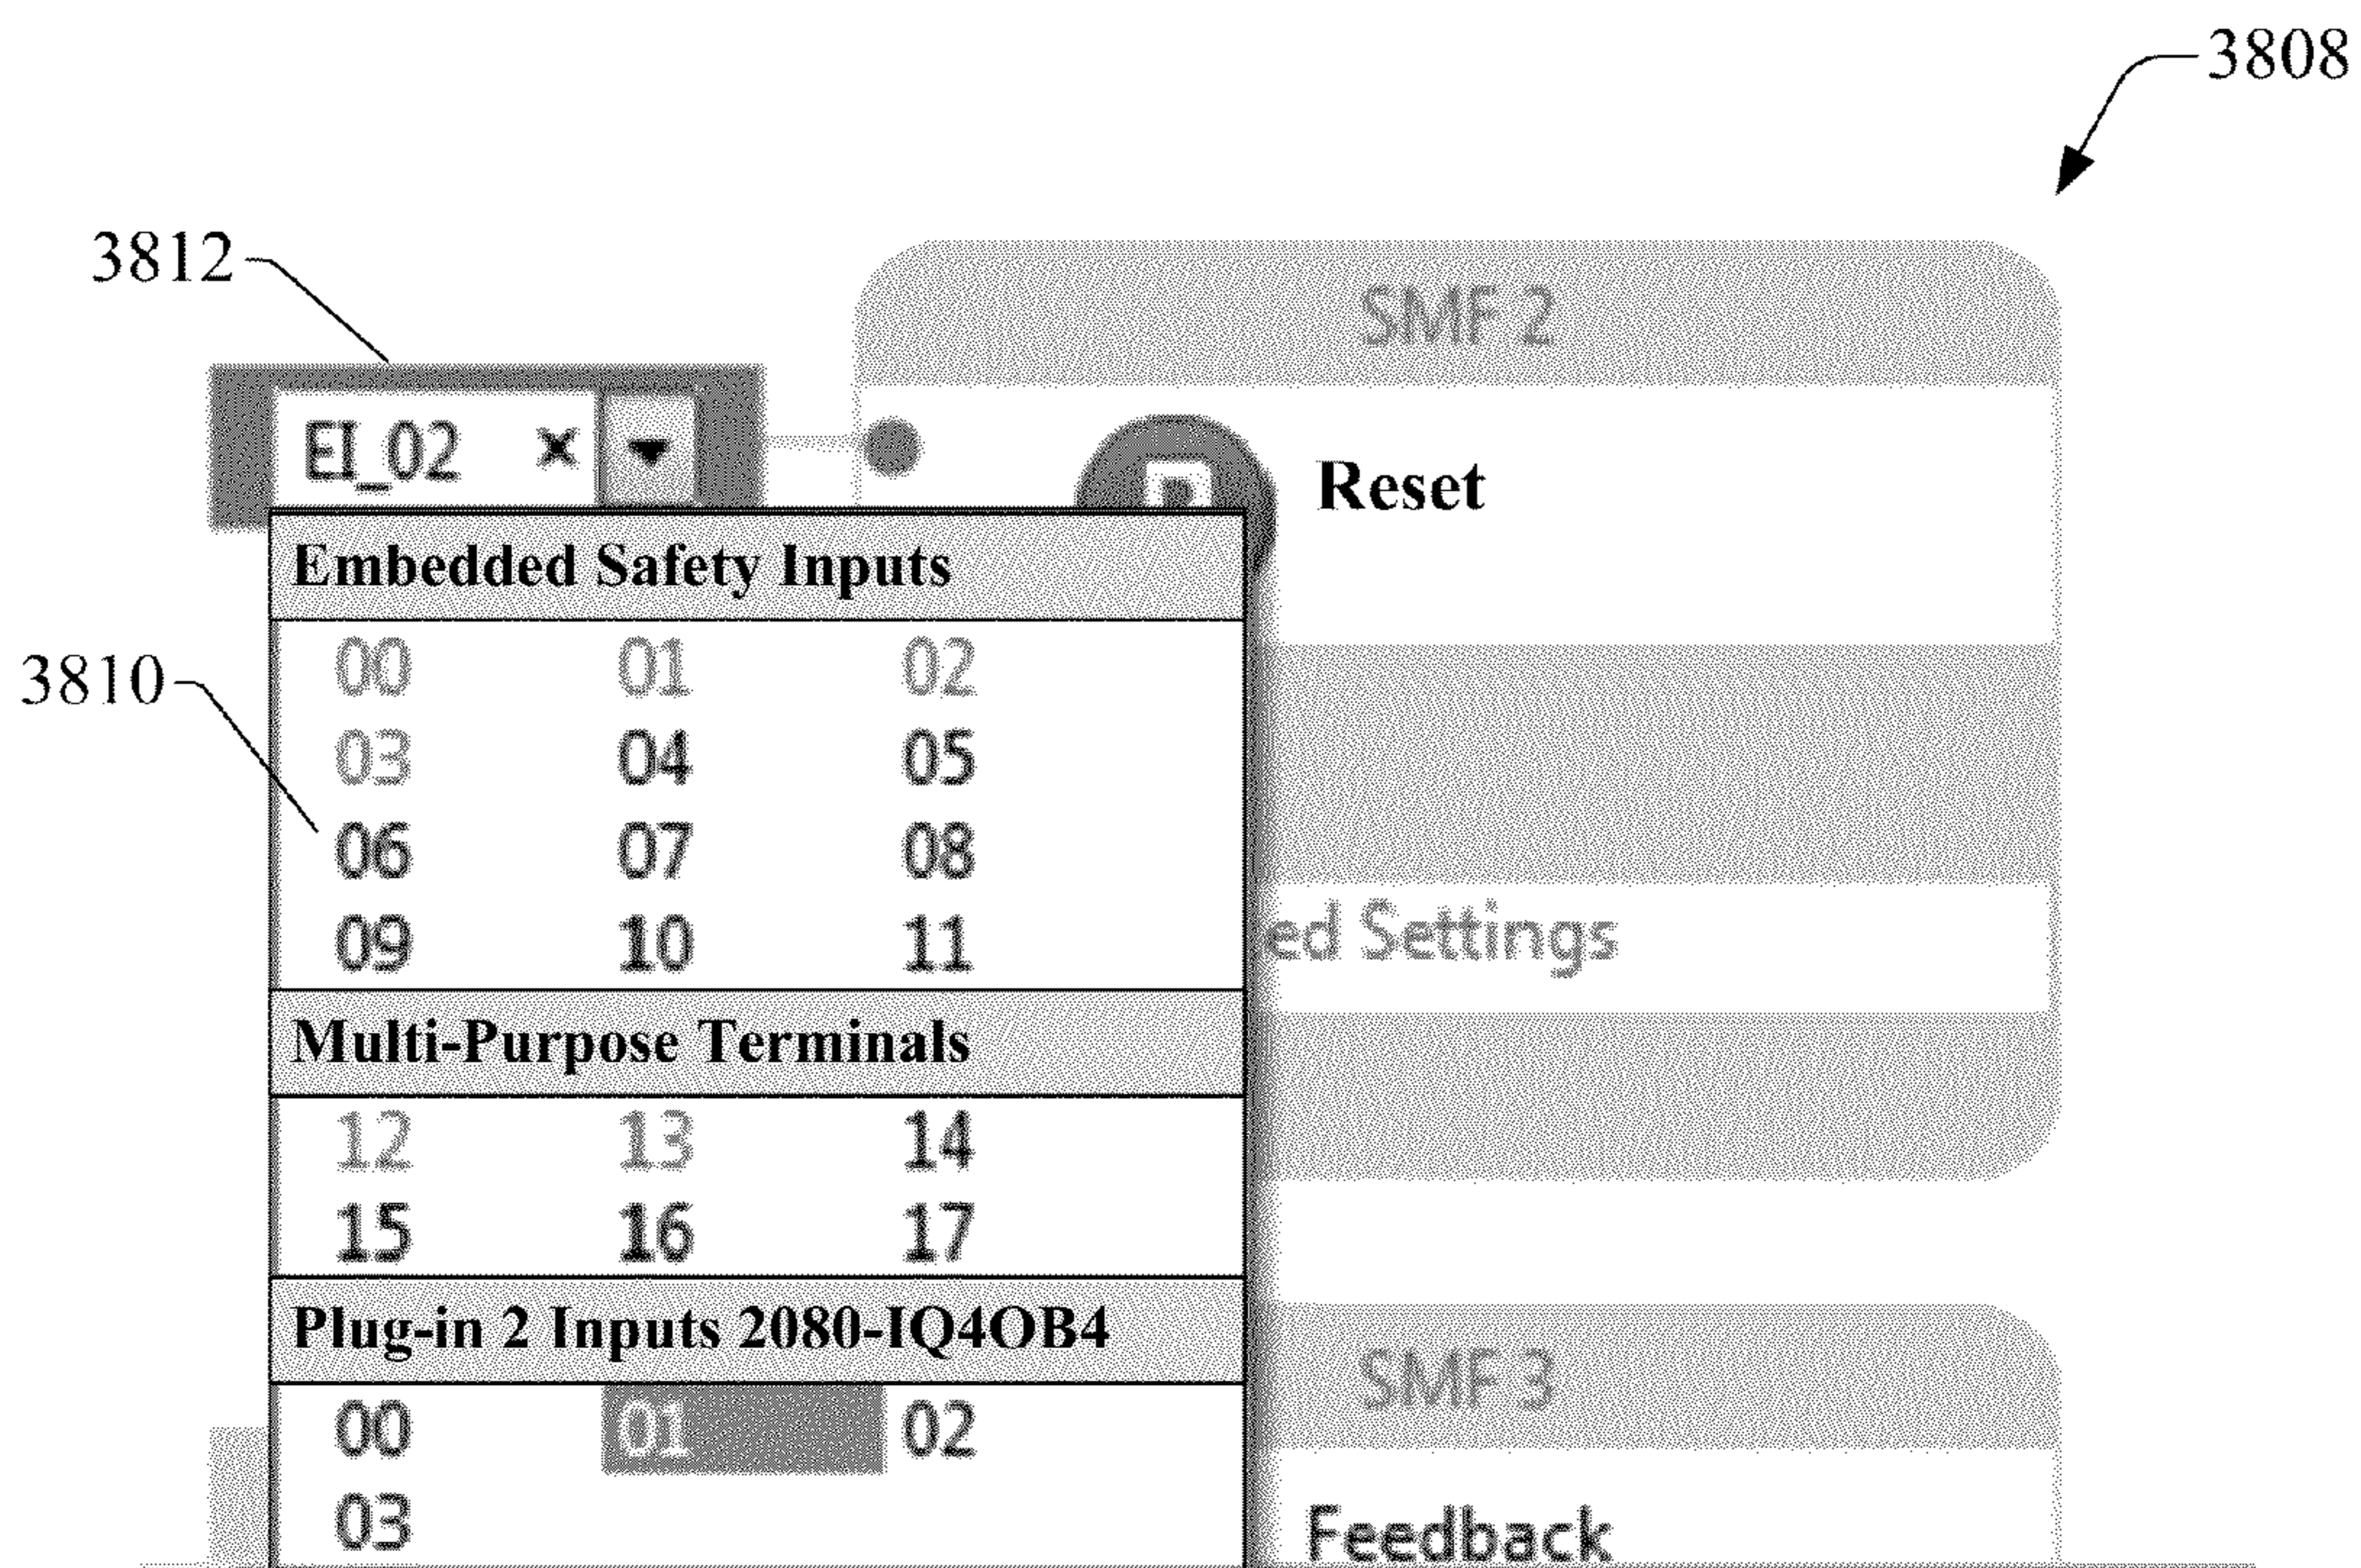 3808
3812
SMF 2
EI_02 × ▼
Reset
Embedded Safety Inputs
3810
00 01 02
03 04 05
06 07 08
09 10 11
ed Settings
Multi-Purpose Terminals
12 13 14
15 16 17
Plug-in 2 Inputs 2080-IQ4OB4
SMF 3
00 01 02
03
Feedback